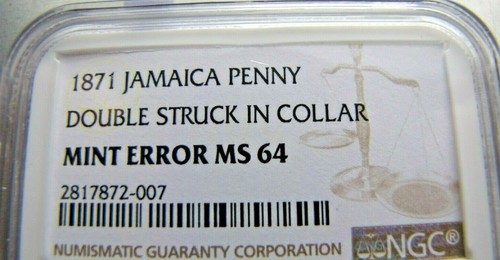 1871 JAMAICA PENNY
DOUBLE STRUCK IN COLLAR
MINT ERROR MS 64
2817872-007
NUMISMATIC GUARANTY CORPORATION NGC®